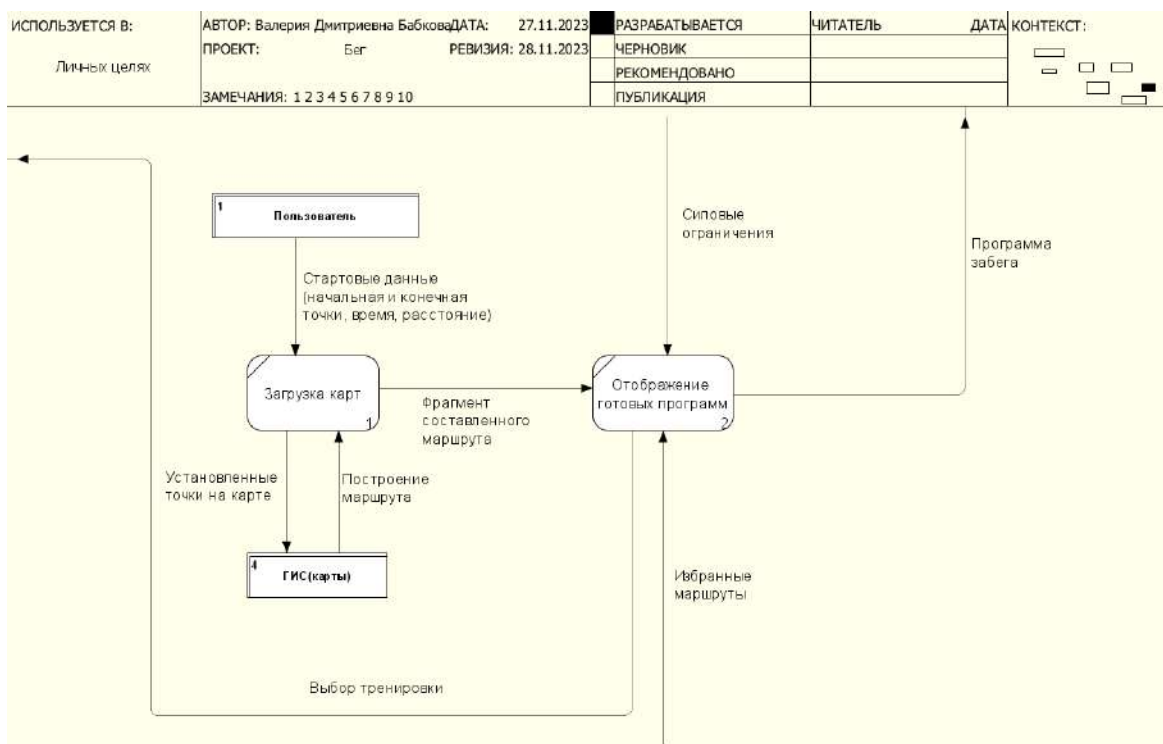 ИСПОЛЬЗУЕТСЯ В:
Личных целях
АВТОР: Валерия Дмитриевна Бабкова
ДАТА: 27.11.2023
ПРОЕКТ: Бег
РЕВИЗИЯ: 28.11.2023
ЗАМЕЧАНИЯ: 1 2 3 4 5 6 7 8 9 10
РАЗРАБАТЫВАЕТСЯ
ЧЕРНОВИК
РЕКОМЕНДОВАНО
ПУБЛИКАЦИЯ
ЧИТАТЕЛЬ
ДАТА
КОНТЕКСТ:
1
Пользователь
Силовые
ограничения
Программа
забега
Стартовые данные
(начальная и конечная
точки, время, расстояние)
Загрузка карт
1
Фрагмент
составленного
маршрута
Отображение
готовых программ
2
Установленные
точки на карте
Построение
маршрута
4
ГИС(карты)
Избранные
маршруты
Выбор тренировки